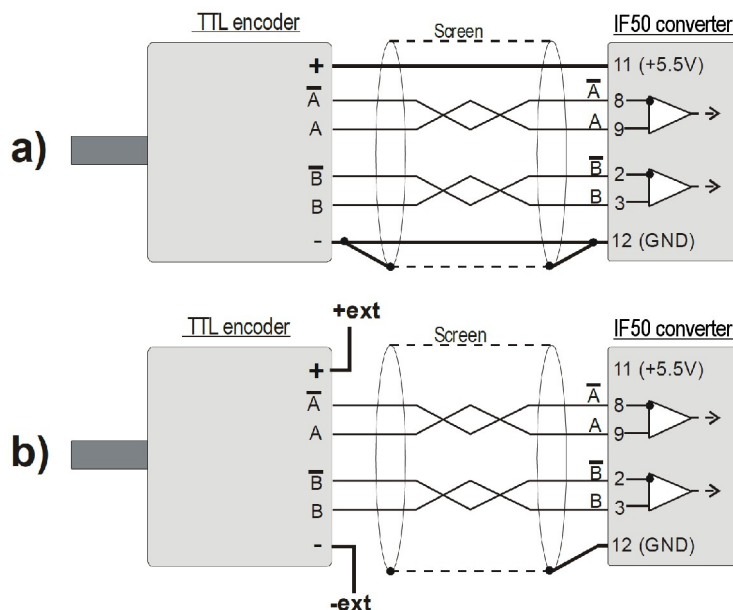 TTL encoder
Screen
IF50 converter
a)
+
A̅
A
B̅
B
-
A̅
A
B̅
B
11 (+5.5V)
8
9
2
3
12 (GND)
+ext
TTL encoder
Screen
IF50 converter
b)
+
A̅
A
B̅
B
-
-ext
A̅
A
B̅
B
11 (+5.5V)
8
9
2
3
12 (GND)